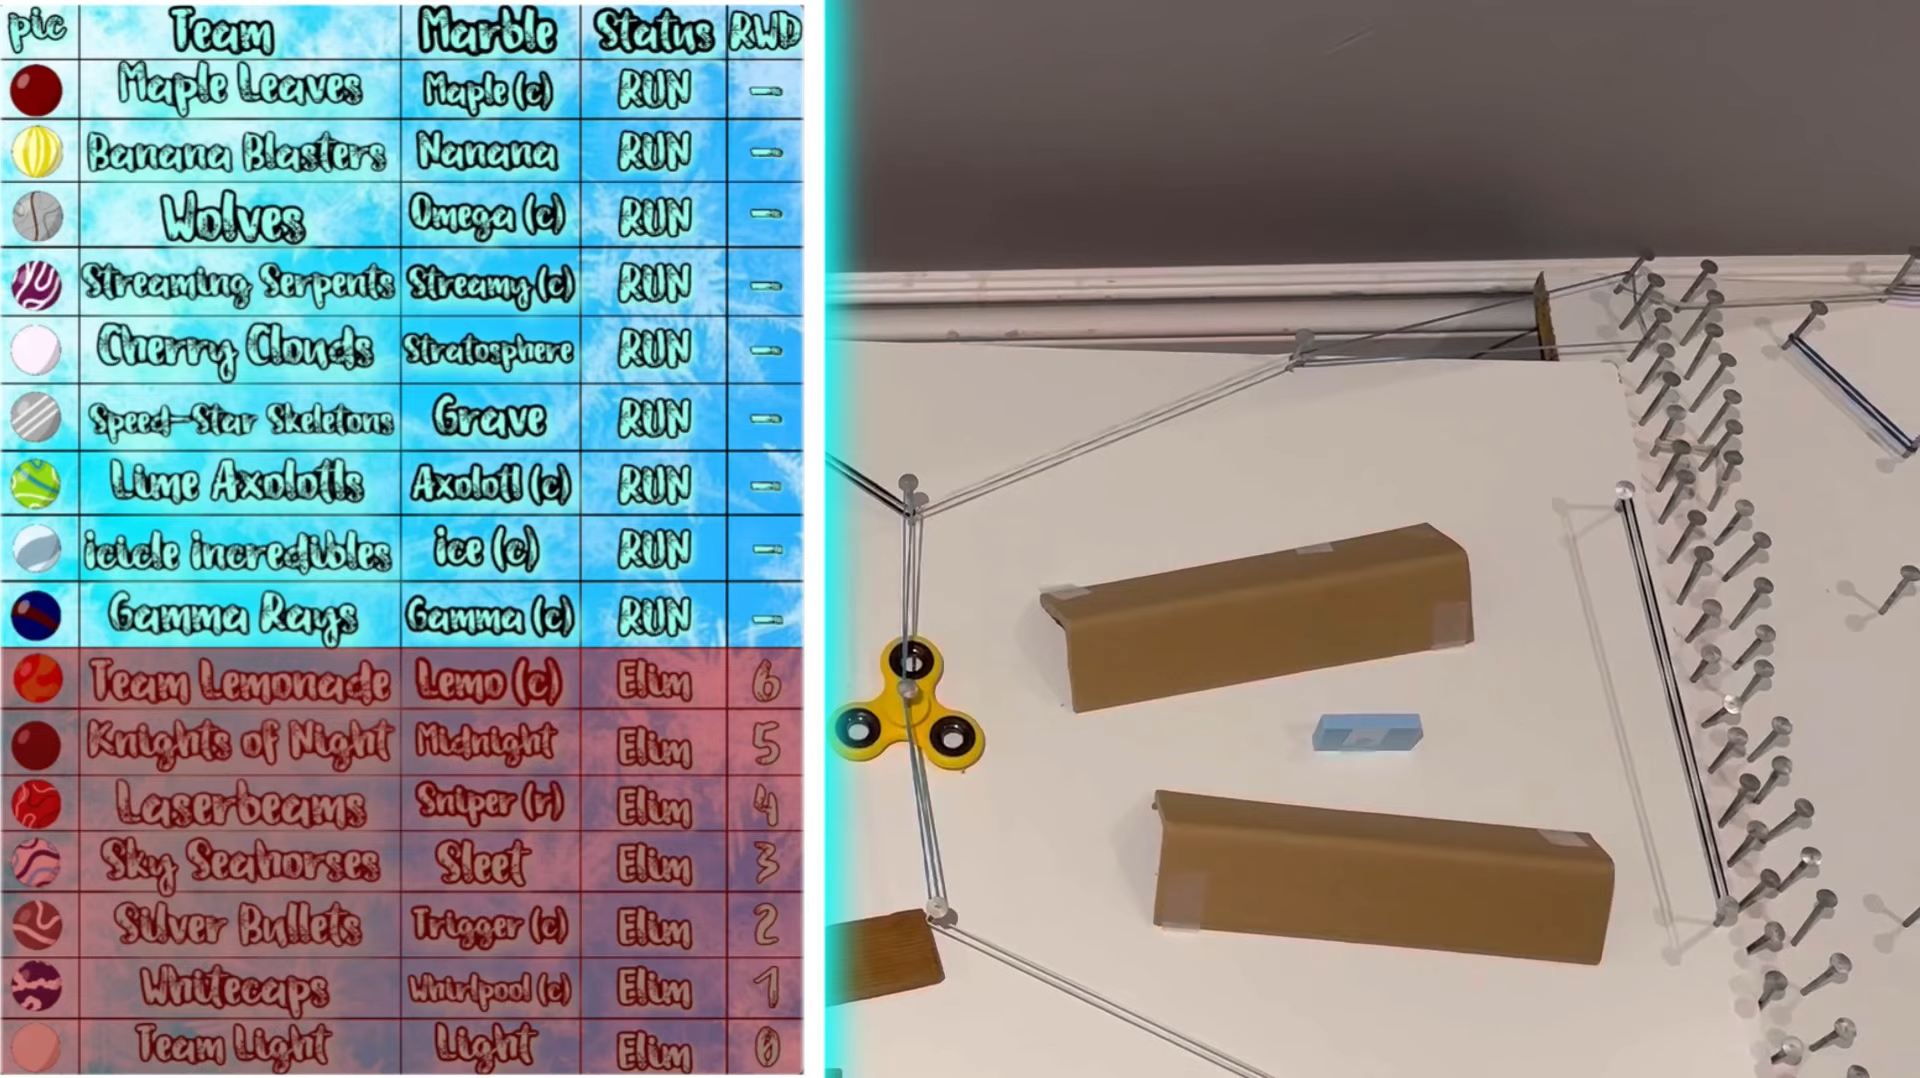 pic Team Marble Status RWD
Maple Leaves Maple (c) RUN -
Banana Blasters Nanana RUN -
Wolves Omega (c) RUN -
Streaming Serpents Streamy (c) RUN -
Cherry Clouds Stratosphere RUN -
Speed-Star Skeletons Grave RUN -
Lime Axolotls Axolotl (c) RUN -
icicle incredibles ice (c) RUN -
Gamma Rays Gamma (c) RUN -
Team Lemonade Lemo (c) Elim 6
Knights of Night Midnight Elim 5
Laserbeams Sniper (r) Elim 4
Sky Seahorses Sleet Elim 3
Silver Bullets Trigger (c) Elim 2
Whitecaps Whirlpool (c) Elim 1
Team Light Light Elim 0